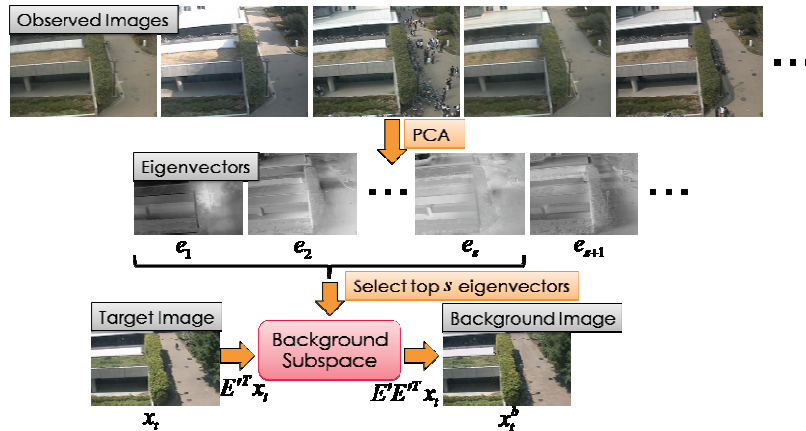 Observed Images
PCA
Eigenvectors
e₁ e₂ eₛ eₛ₊₁
Select top s eigenvectors
Target Image
Background Subspace
Background Image
E'ᵀxₜ
E'E'ᵀxₜ
xₜ
xₜᵇ